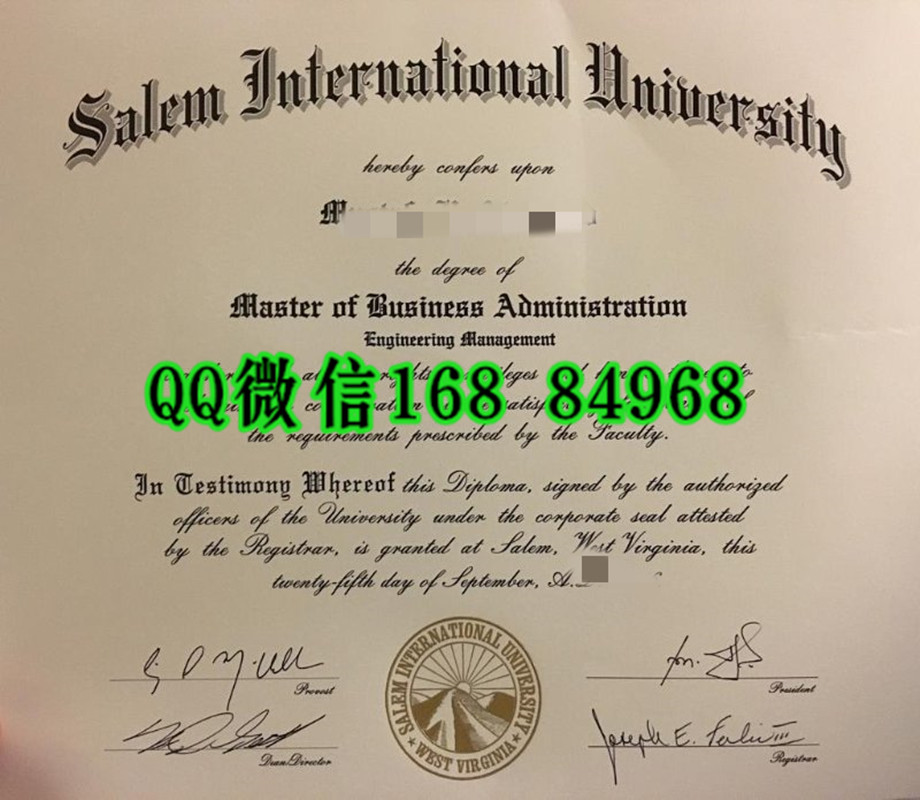 Salem International University
hereby confers upon
the degree of
Master of Business Administration
Engineering Management
QQ微信168 84968
the requirements prescribed by the Faculty.
In Testimony Whereof this Diploma, signed by the authorized
officers of the University under the corporate seal attested
by the Registrar, is granted at Salem, West Virginia, this
twenty-fifth day of September, A.
Provost
President
Dean/Director
Registrar
SALEM INTERNATIONAL UNIVERSITY
WEST VIRGINIA